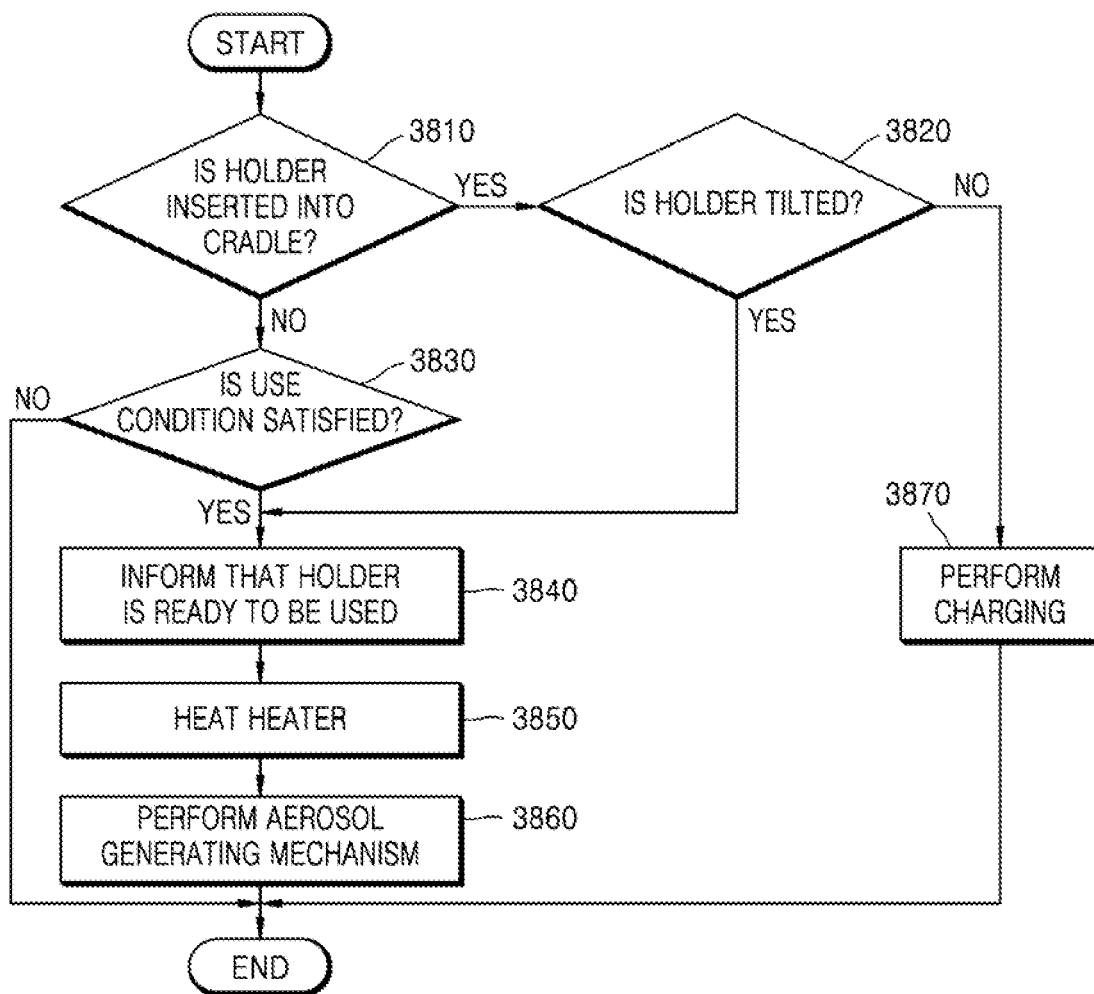 START
3810
IS HOLDER
INSERTED INTO
CRADLE?
YES
3820
IS HOLDER TILTED?
NO
YES
NO
3830
IS USE
CONDITION SATISFIED?
NO
YES
3840
INFORM THAT HOLDER
IS READY TO BE USED
3870
PERFORM
CHARGING
HEAT HEATER
3850
PERFORM AEROSOL
GENERATING MECHANISM
3860
END